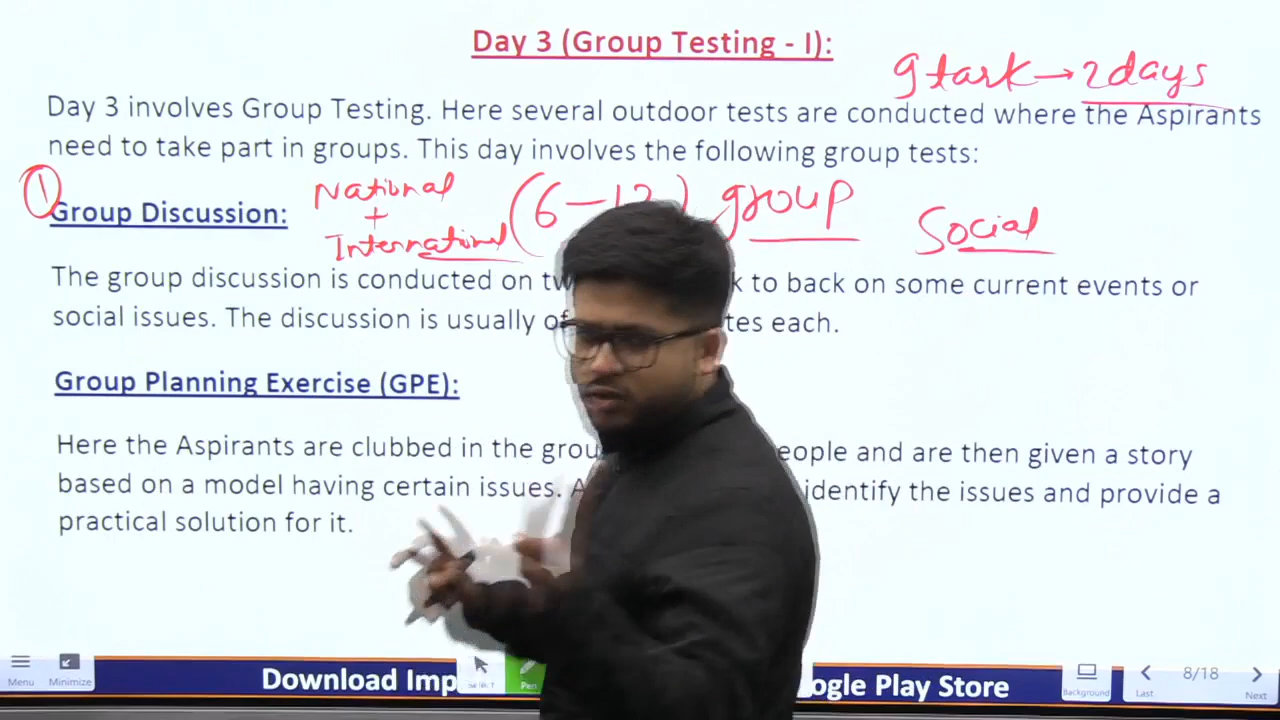 Day 3 (Group Testing - I):
g task → 2 days
Day 3 involves Group Testing. Here several outdoor tests are conducted where the Aspirants
need to take part in groups. This day involves the following group tests:
① Group Discussion:
National + International
(6-12) group
Social
The group discussion is conducted on k to back on some current events or
social issues. The discussion is usually of tes each.
Group Planning Exercise (GPE):
Here the Aspirants are clubbed in the eople and are then given a story
based on a model having certain issues. identify the issues and provide a
practical solution for it.
Menu
Minimize
Download Imp
Select
Pen
ogle Play Store
Background
Last
8/18
Next